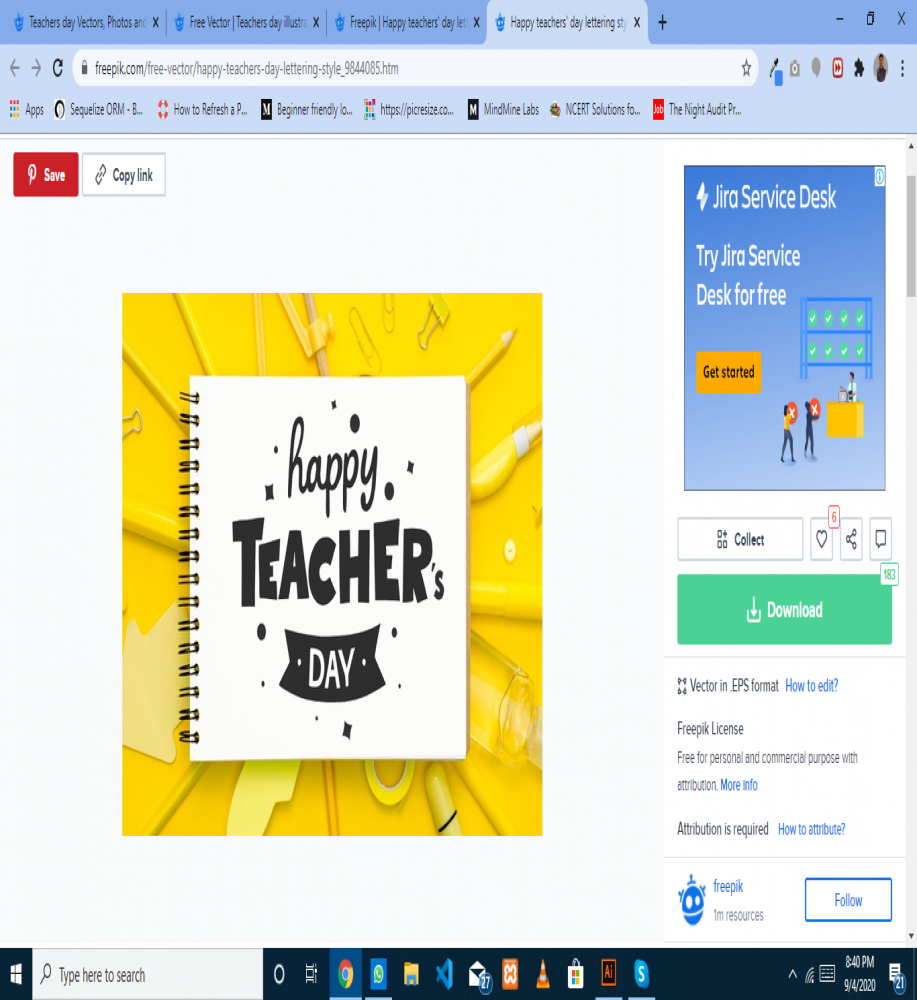 Teachers day Vectors, Photos and
Free Vector | Teachers day illustra
Freepik | Happy teachers' day lett
Happy teachers' day lettering sty
freepik.com/free-vector/happy-teachers-day-lettering-style_9844085.htm
Apps
Sequelize ORM - B...
How to Refresh a P...
Beginner friendly lo...
https://picresize.co...
MindMine Labs
NCERT Solutions fo...
Job
The Night Audit Pr...
Save
Copy link
happy
TEACHER's
DAY
Jira Service Desk
Try Jira Service
Desk for free
Get started
Collect
6
183
Download
Vector in .EPS format How to edit?
Freepik License
Free for personal and commercial purpose with
attribution. More info
Attribution is required How to attribute?
freepik
1m resources
Follow
Type here to search
27
Ai
8:40 PM
9/4/2020
21